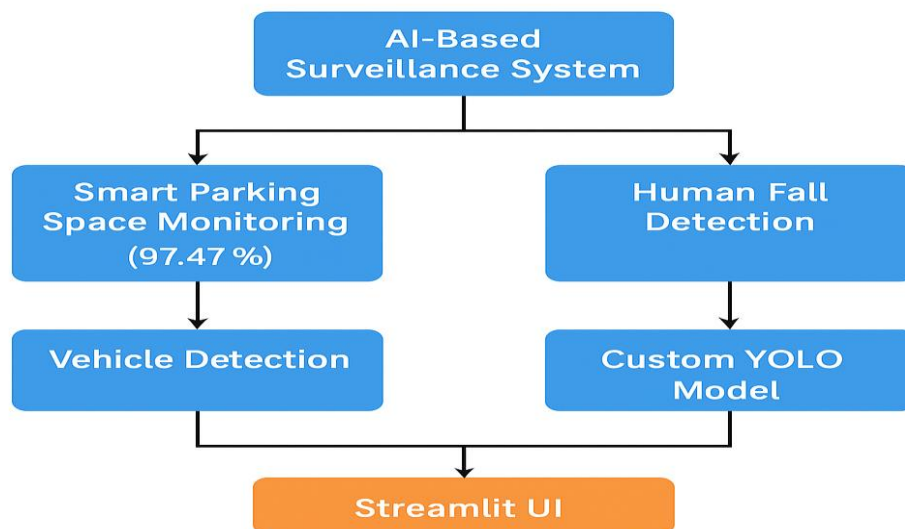 AI-Based
Surveillance System
Smart Parking
Space Monitoring
(97.47 %)
Human Fall
Detection
Vehicle Detection
Custom YOLO
Model
Streamlit UI